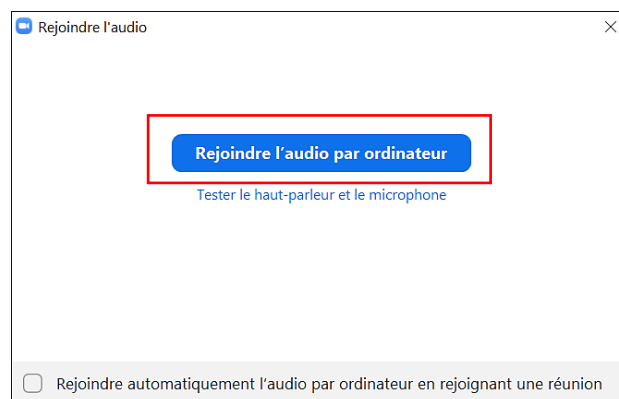 Rejoindre l'audio
Rejoindre l’audio par ordinateur
Tester le haut-parleur et le microphone
Rejoindre automatiquement l’audio par ordinateur en rejoignant une réunion